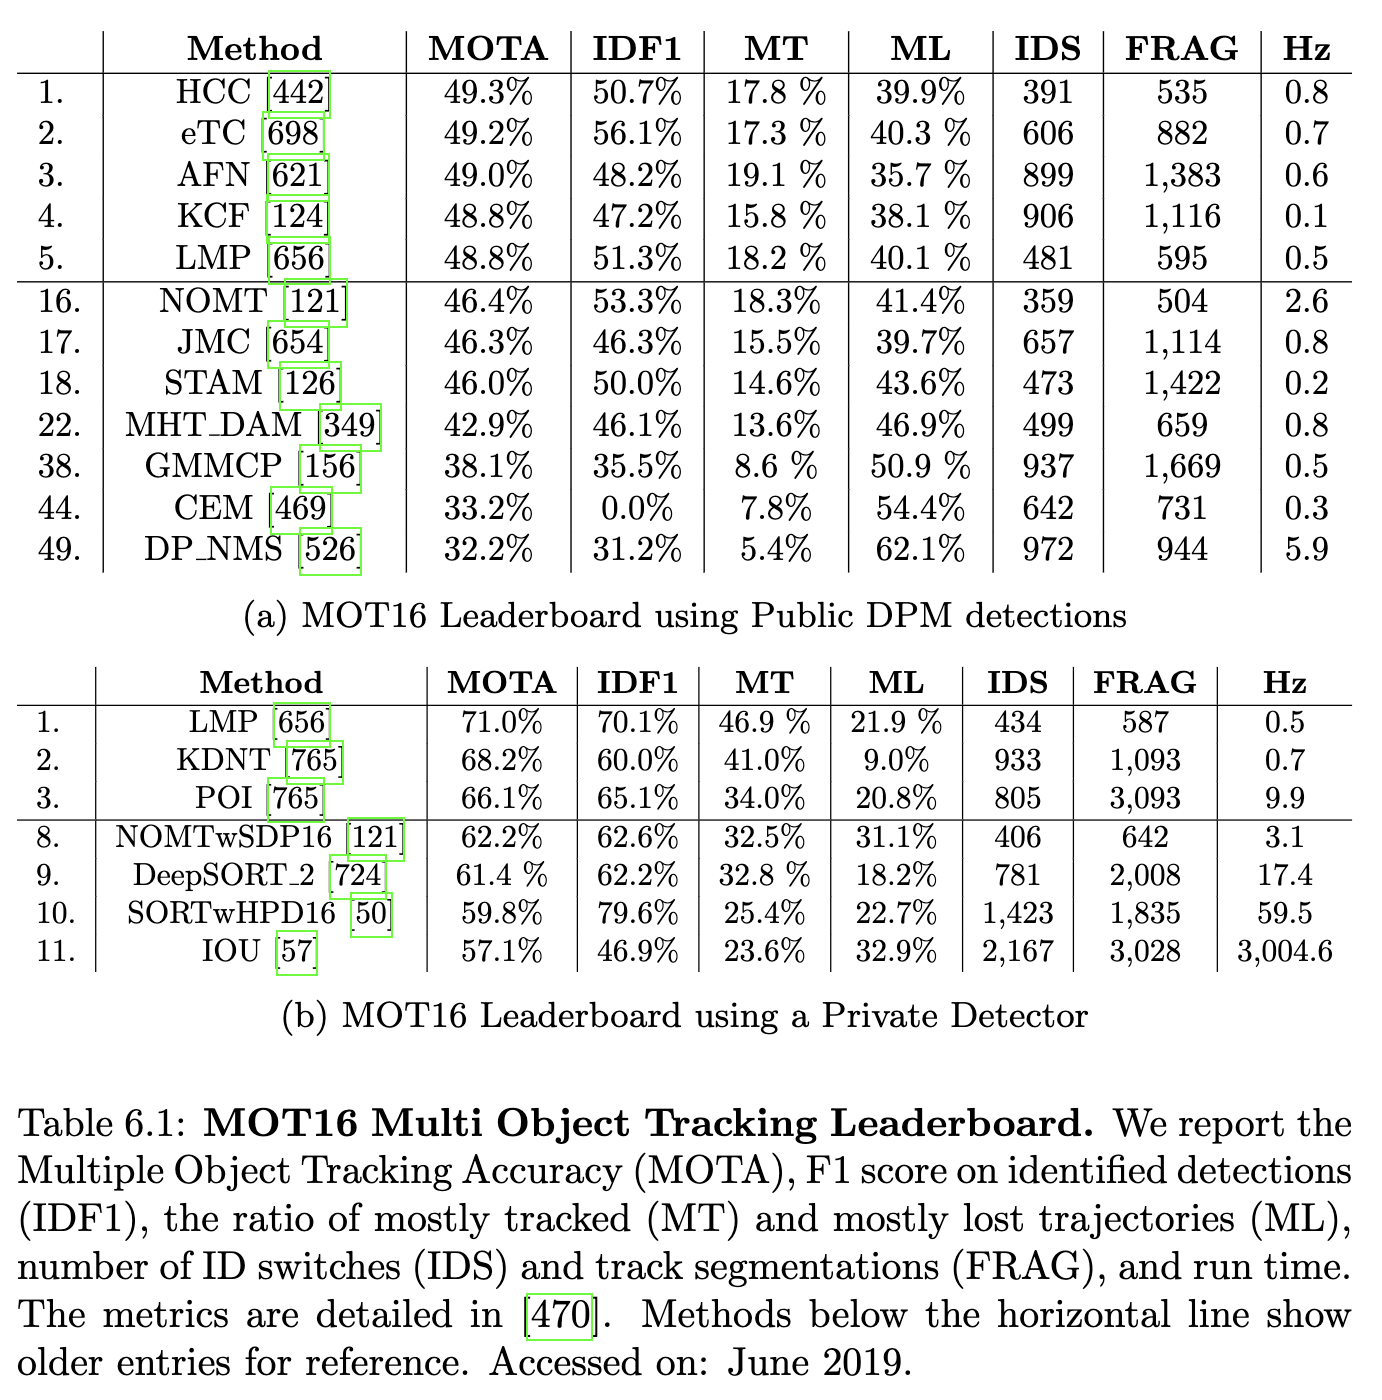 Method MOTA IDF1 MT ML IDS FRAG Hz
1. HCC [442] 49.3% 50.7% 17.8 % 39.9% 391 535 0.8
2. eTC [698] 49.2% 56.1% 17.3 % 40.3 % 606 882 0.7
3. AFN [621] 49.0% 48.2% 19.1 % 35.7 % 899 1,383 0.6
4. KCF [124] 48.8% 47.2% 15.8 % 38.1 % 906 1,116 0.1
5. LMP [656] 48.8% 51.3% 18.2 % 40.1 % 481 595 0.5
16. NOMT [121] 46.4% 53.3% 18.3% 41.4% 359 504 2.6
17. JMC [654] 46.3% 46.3% 15.5% 39.7% 657 1,114 0.8
18. STAM [126] 46.0% 50.0% 14.6% 43.6% 473 1,422 0.2
22. MHT_DAM [349] 42.9% 46.1% 13.6% 46.9% 499 659 0.8
38. GMMCP [156] 38.1% 35.5% 8.6 % 50.9 % 937 1,669 0.5
44. CEM [469] 33.2% 0.0% 7.8% 54.4% 642 731 0.3
49. DP_NMS [526] 32.2% 31.2% 5.4% 62.1% 972 944 5.9
(a) MOT16 Leaderboard using Public DPM detections
Method MOTA IDF1 MT ML IDS FRAG Hz
1. LMP [656] 71.0% 70.1% 46.9 % 21.9 % 434 587 0.5
2. KDNT [765] 68.2% 60.0% 41.0% 9.0% 933 1,093 0.7
3. POI [765] 66.1% 65.1% 34.0% 20.8% 805 3,093 9.9
8. NOMTwSDP16 [121] 62.2% 62.6% 32.5% 31.1% 406 642 3.1
9. DeepSORT_2 [724] 61.4 % 62.2% 32.8 % 18.2% 781 2,008 17.4
10. SORTwHPD16 [50] 59.8% 79.6% 25.4% 22.7% 1,423 1,835 59.5
11. IOU [57] 57.1% 46.9% 23.6% 32.9% 2,167 3,028 3,004.6
(b) MOT16 Leaderboard using a Private Detector
Table 6.1: MOT16 Multi Object Tracking Leaderboard. We report the
Multiple Object Tracking Accuracy (MOTA), F1 score on identified detections
(IDF1), the ratio of mostly tracked (MT) and mostly lost trajectories (ML),
number of ID switches (IDS) and track segmentations (FRAG), and run time.
The metrics are detailed in [470]. Methods below the horizontal line show
older entries for reference. Accessed on: June 2019.